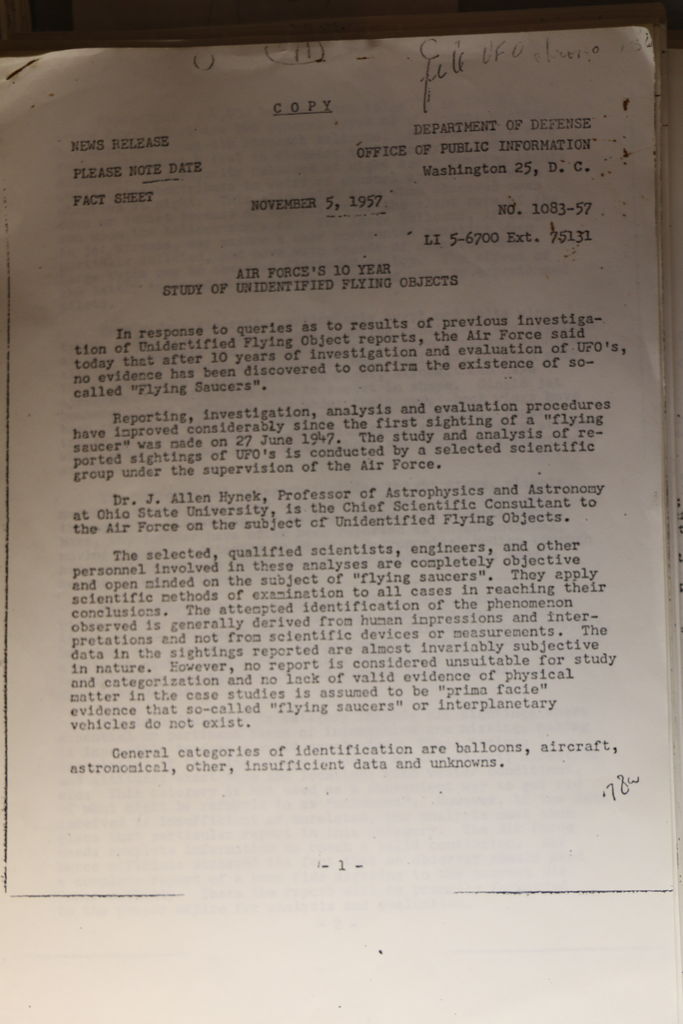 COPY
NEWS RELEASE
DEPARTMENT OF DEFENSE
PLEASE NOTE DATE
OFFICE OF PUBLIC INFORMATION
Washington 25, D. C.
FACT SHEET
NOVEMBER 5, 1957
NO. 1083-57
LI 5-6700 Ext. 75131
AIR FORCE'S 10 YEAR
STUDY OF UNIDENTIFIED FLYING OBJECTS
In response to queries as to results of previous investiga-
tion of Unidertified Flying Object reports, the Air Force said
today that after 10 years of investigation and evaluation of UFO's,
no evidence has been discovered to confirm the existence of so-
called "Flying Saucers".
Reporting, investigation, analysis and evaluation procedures
have improved considerably since the first sighting of a "flying
saucer" was made on 27 June 1947. The study and analysis of re-
ported sightings of UFO's is conducted by a selected scientific
group under the supervision of the Air Force.
Dr. J. Allen Hynek, Professor of Astrophysics and Astronomy
at Ohio State University, is the Chief Scientific Consultant to
the Air Force on the subject of Unidentified Flying Objects.
The selected, qualified scientists, engineers, and other
personnel involved in these analyses are completely objective
and open minded on the subject of "flying saucers". They apply
scientific methods of examination to all cases in reaching their
conclusions. The attempted identification of the phenomenon
observed is generally derived from human impressions and inter-
pretations and not from scientific devices or measurements. The
data in the sightings reported are almost invariably subjective
in nature. However, no report is considered unsuitable for study
and categorization and no lack of valid evidence of physical
matter in the case studies is assumed to be "prima facie"
evidence that so-called "flying saucers" or interplanetary
vehicles do not exist.
General categories of identification are balloons, aircraft,
astronomical, other, insufficient data and unknowns.
- 1 -